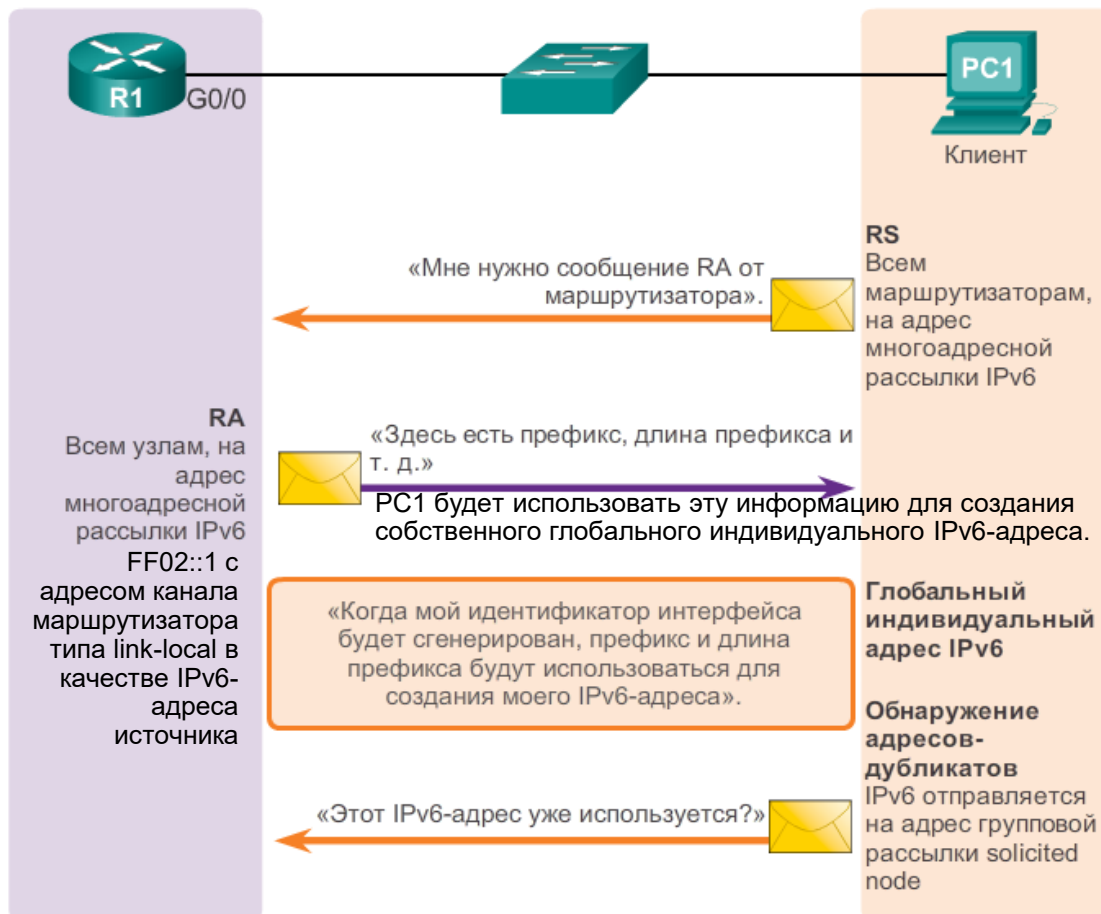 R1
G0/0
PC1
Клиент
RS
Всем
маршрутизаторам,
на адрес
многоадресной
рассылки IPv6
«Мне нужно сообщение RA от
маршрутизатора».
RA
Всем узлам, на
адрес
многоадресной
рассылки IPv6
FF02::1 с
адресом канала
маршрутизатора
типа link-local в
качестве IPv6-
адреса
источника
«Здесь есть префикс, длина префикса и
т. д.»
PC1 будет использовать эту информацию для создания
собственного глобального индивидуального IPv6-адреса.
«Когда мой идентификатор интерфейса
будет сгенерирован, префикс и длина
префикса будут использоваться для
создания моего IPv6-адреса».
Глобальный
индивидуальный
адрес IPv6
Обнаружение
адресов-
дубликатов
IPv6 отправляется
на адрес групповой
рассылки solicited
node
«Этот IPv6-адрес уже используется?»